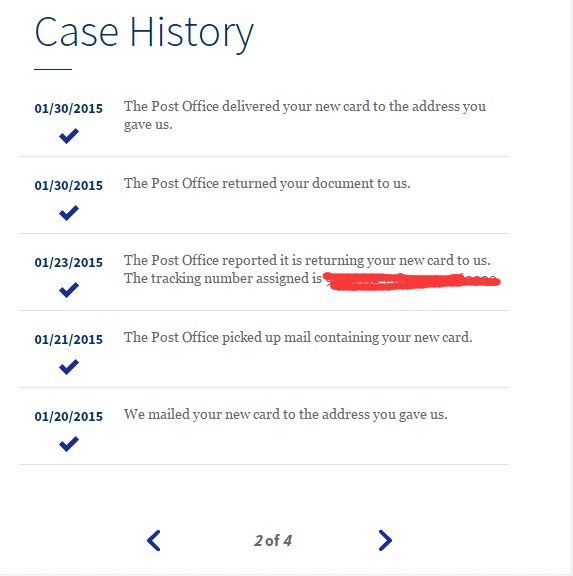 Case History
01/30/2015
The Post Office delivered your new card to the address you
gave us.
01/30/2015
The Post Office returned your document to us.
01/23/2015
The Post Office reported it is returning your new card to us.
The tracking number assigned is
01/21/2015
The Post Office picked up mail containing your new card.
01/20/2015
We mailed your new card to the address you gave us.
2 of 4